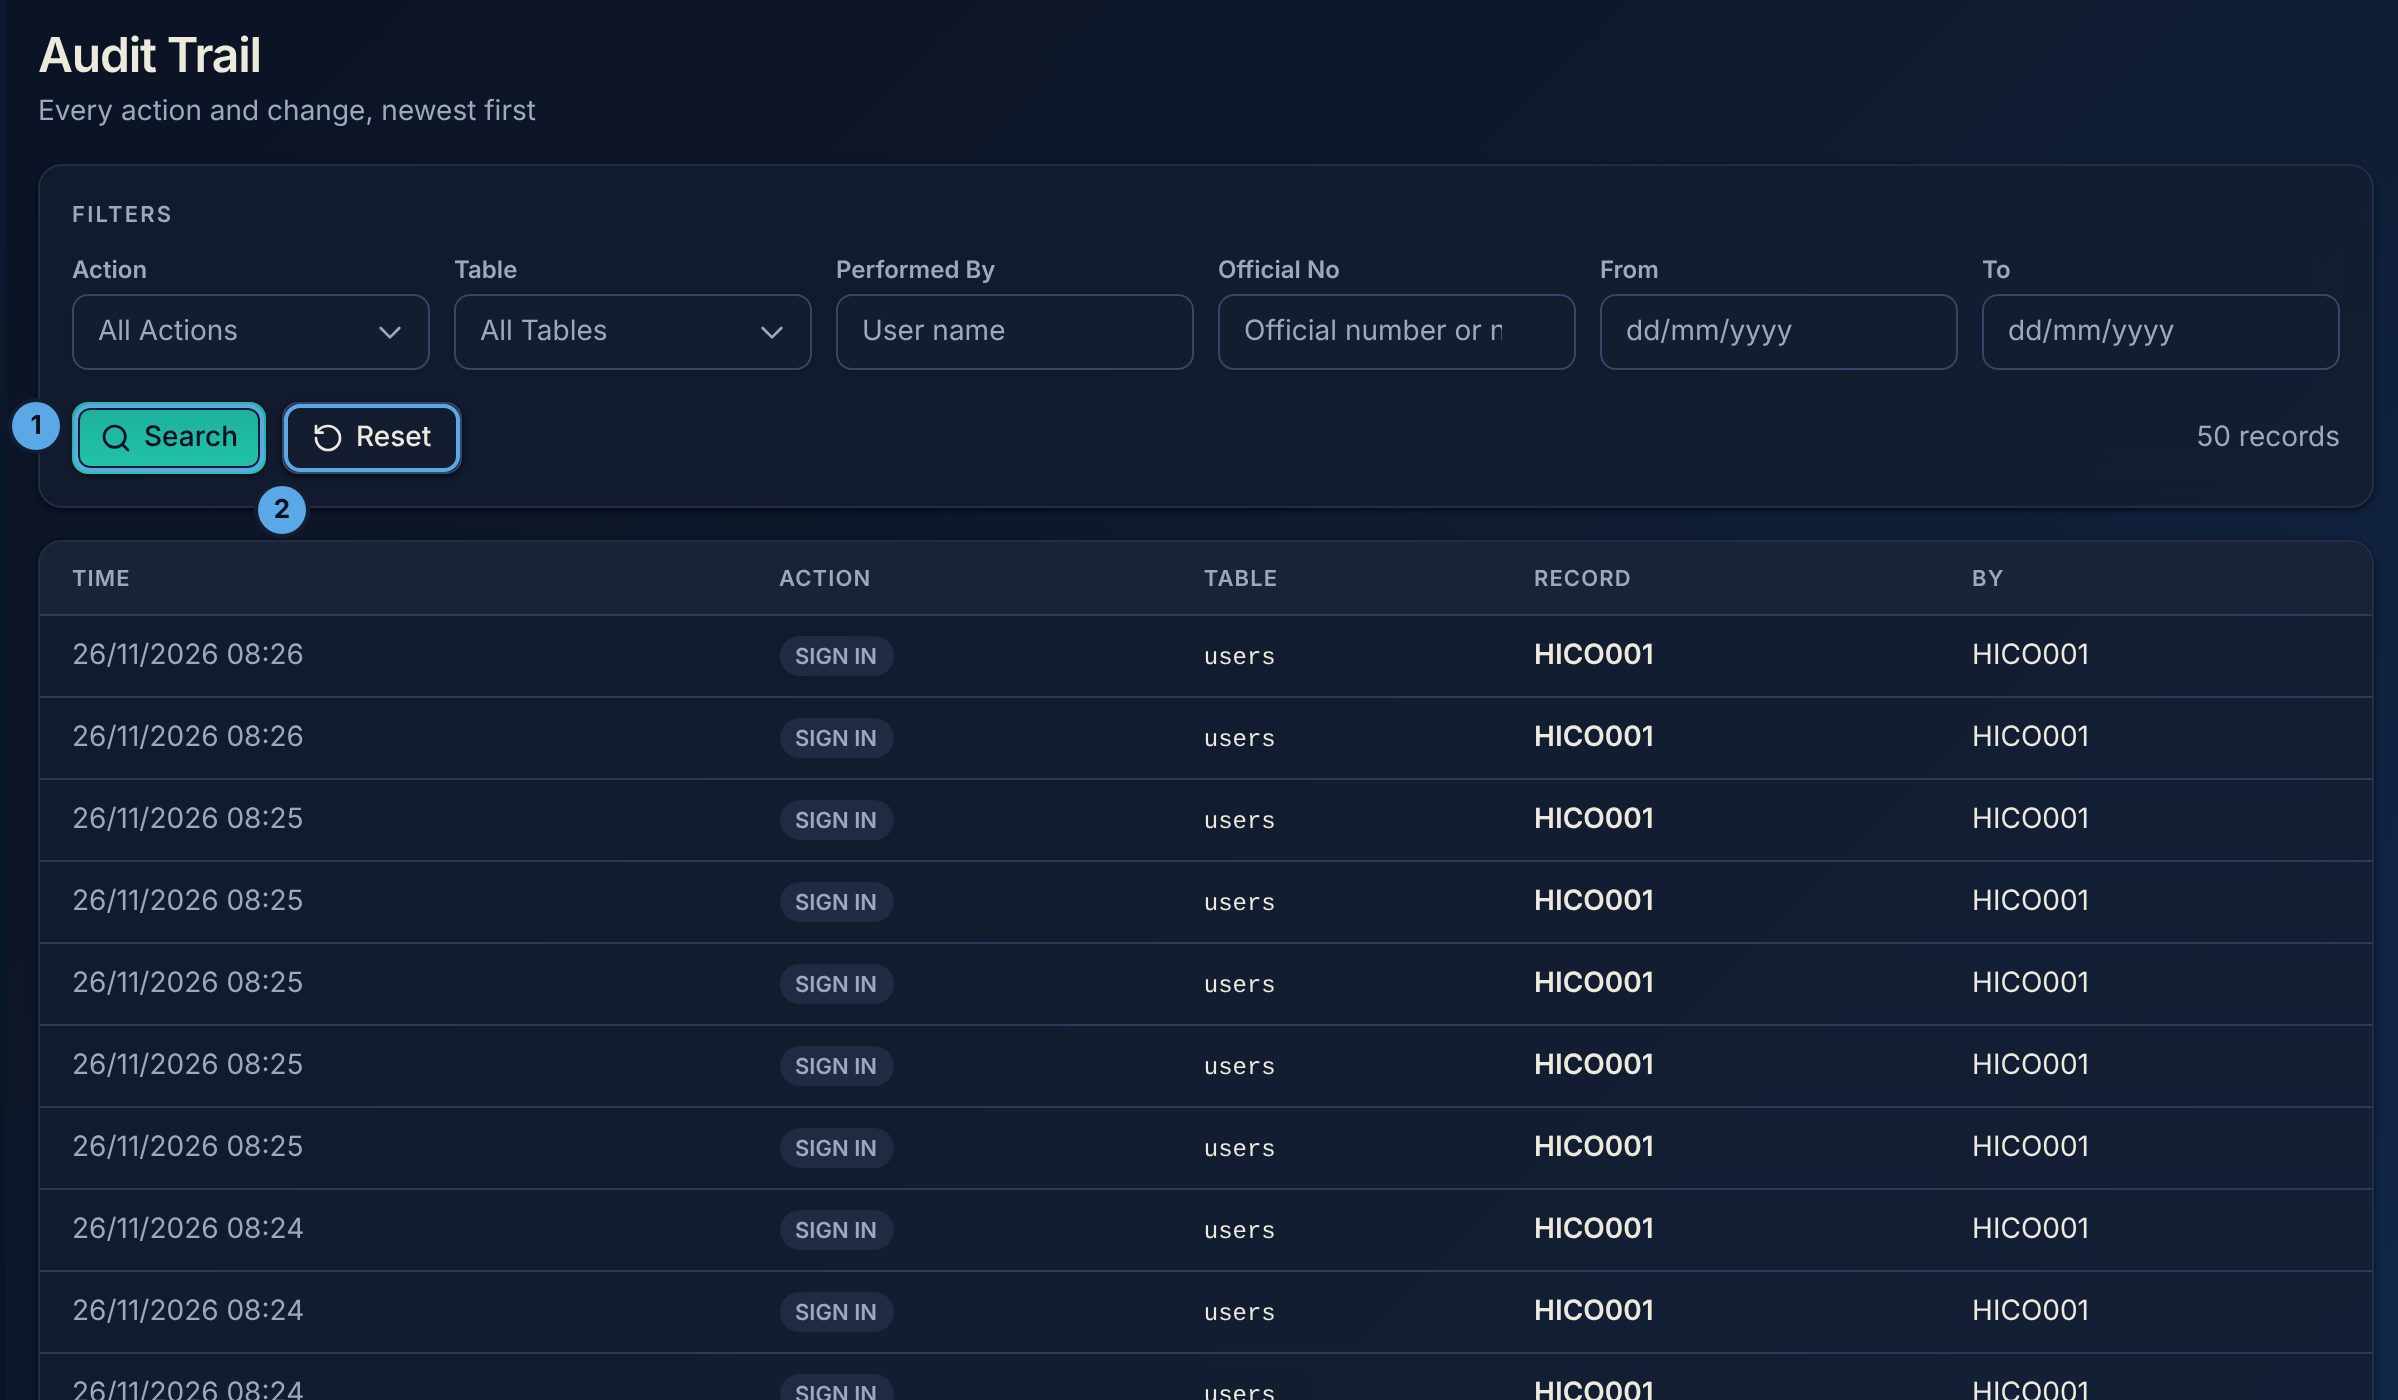 Audit Trail
Every action and change, newest first
FILTERS
Action Table Performed By Official No From To
All Actions All Tables User name Official number or n dd/mm/yyyy dd/mm/yyyy
1 Search Reset 50 records
2
TIME ACTION TABLE RECORD BY
26/11/2026 08:26 SIGN IN users HICO001 HICO001
26/11/2026 08:26 SIGN IN users HICO001 HICO001
26/11/2026 08:25 SIGN IN users HICO001 HICO001
26/11/2026 08:25 SIGN IN users HICO001 HICO001
26/11/2026 08:25 SIGN IN users HICO001 HICO001
26/11/2026 08:25 SIGN IN users HICO001 HICO001
26/11/2026 08:25 SIGN IN users HICO001 HICO001
26/11/2026 08:24 SIGN IN users HICO001 HICO001
26/11/2026 08:24 SIGN IN users HICO001 HICO001
26/11/2026 08:24 SIGN IN users HICO001 HICO001